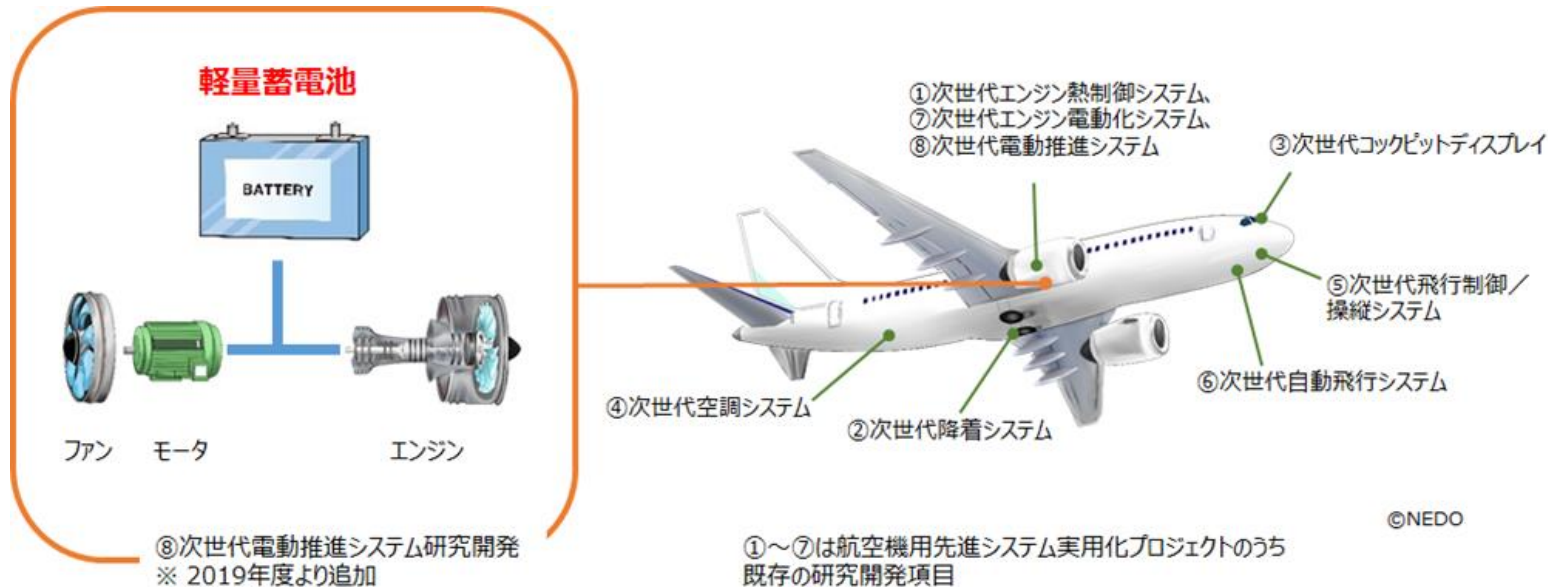 軽量蓄電池
BATTERY
ファン
モータ
エンジン
⑧次世代電動推進システム研究開発
※ 2019年度より追加
①次世代エンジン熱制御システム、
⑦次世代エンジン電動化システム、
⑧次世代電動推進システム
③次世代コックピットディスプレイ
⑤次世代飛行制御／
操縦システム
⑥次世代自動飛行システム
④次世代空調システム
②次世代降着システム
©NEDO
①～⑦は航空機用先進システム実用化プロジェクトのうち
既存の研究開発項目